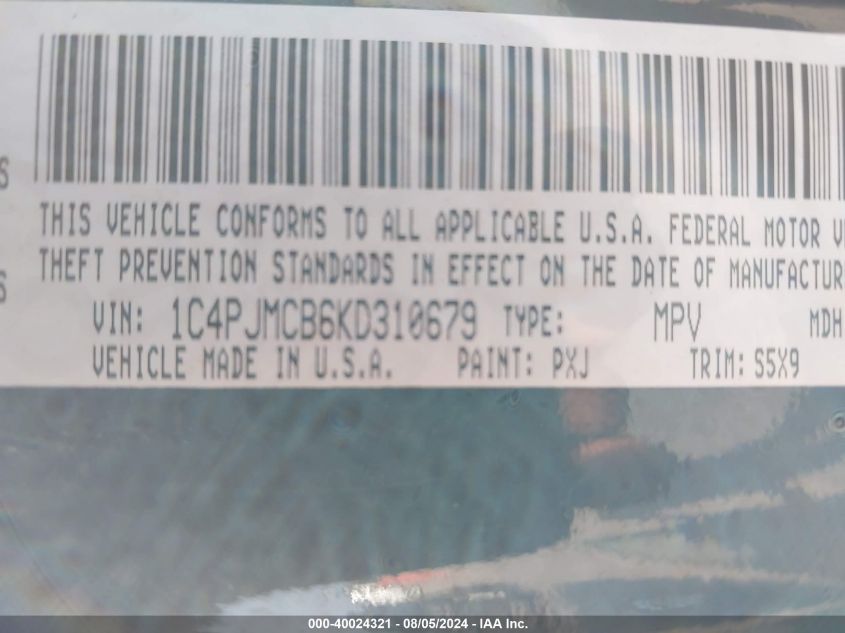 THIS VEHICLE CONFORMS TO ALL APPLICABLE U.S.A. FEDERAL MOTOR
THEFT PREVENTION STANDARDS IN EFFECT ON THE DATE OF MANUFACTUR
VIN: 1C4PJMCB6KD310679 TYPE: MPV MDH
VEHICLE MADE IN U.S.A. PAINT: PXJ TRIM: S5X9
000-40024321 - 08/05/2024 - IAA Inc.